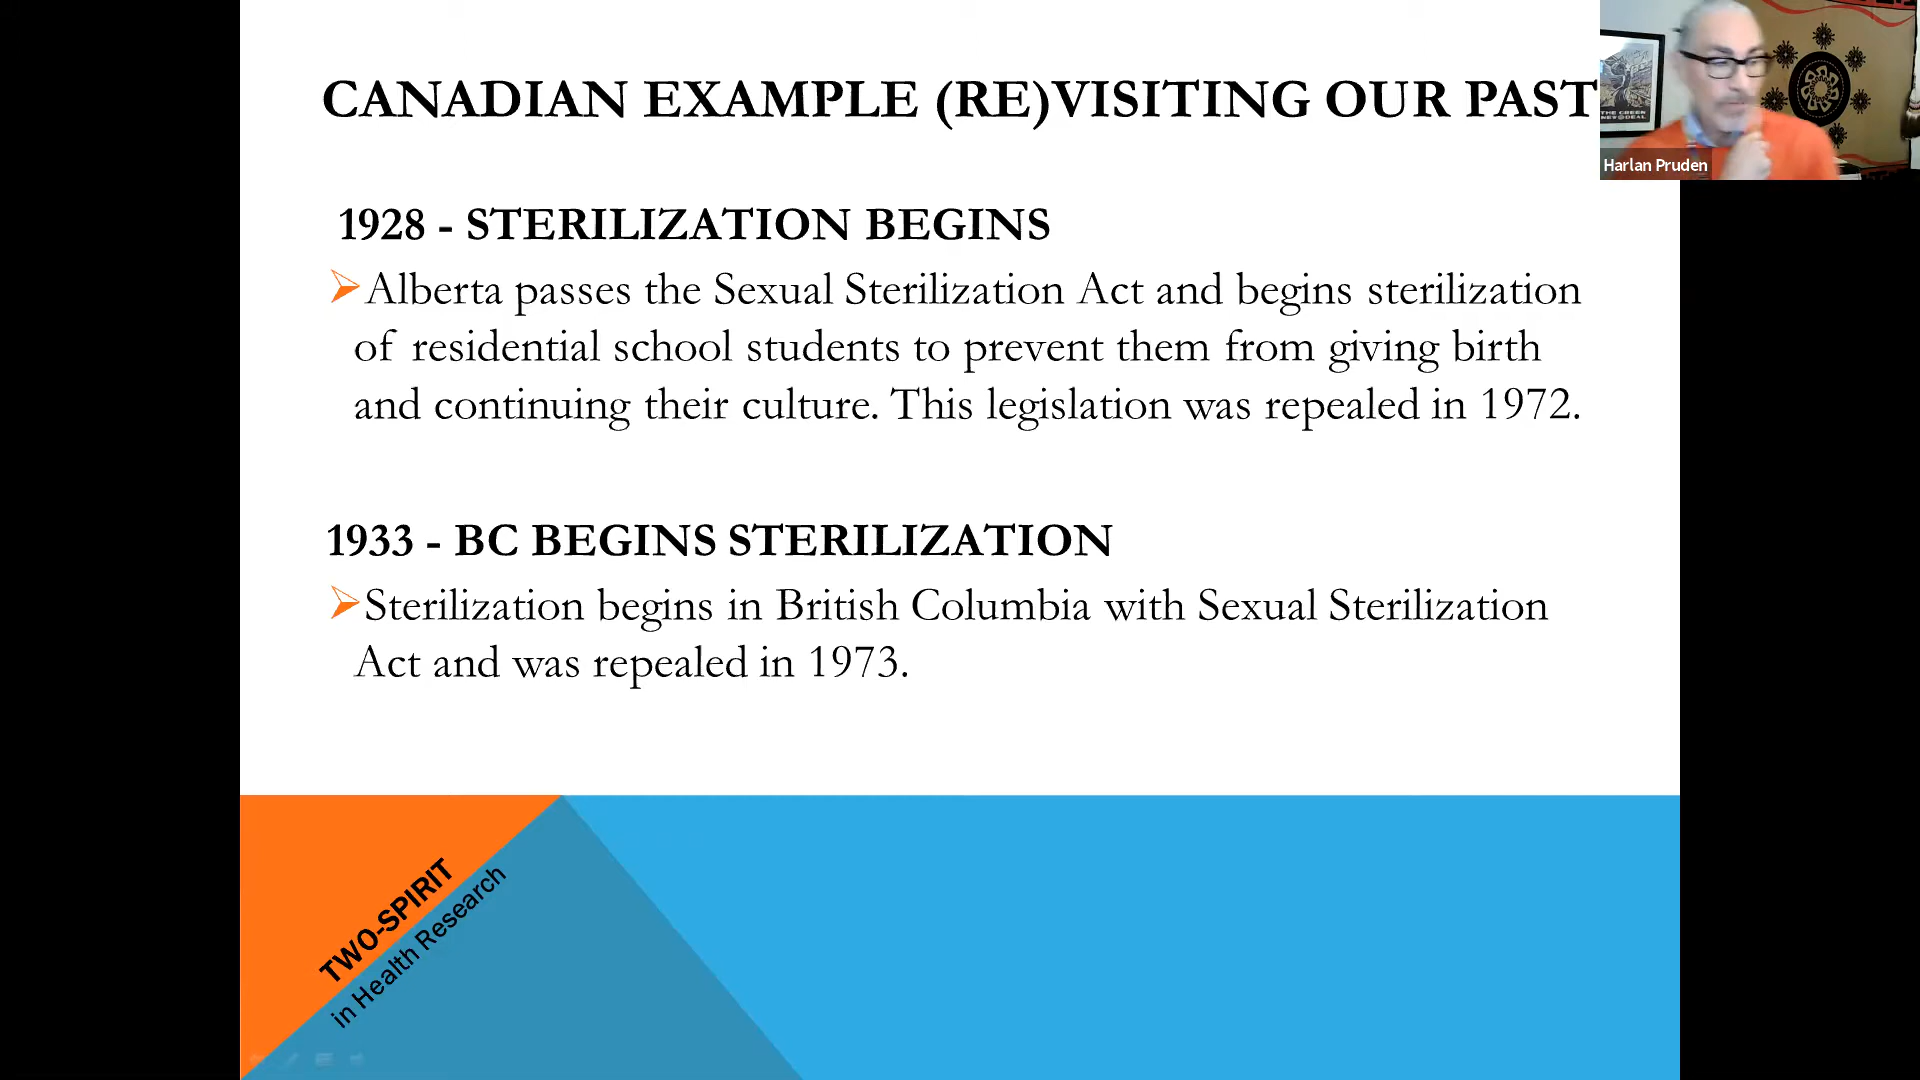 CANADIAN EXAMPLE (RE)VISITING OUR PAST
1928 - STERILIZATION BEGINS
Alberta passes the Sexual Sterilization Act and begins sterilization
of residential school students to prevent them from giving birth
and continuing their culture. This legislation was repealed in 1972.
1933 - BC BEGINS STERILIZATION
Sterilization begins in British Columbia with Sexual Sterilization
Act and was repealed in 1973.
TWO-SPIRIT
in Health Research
THE GREEN
Harlan Pruden